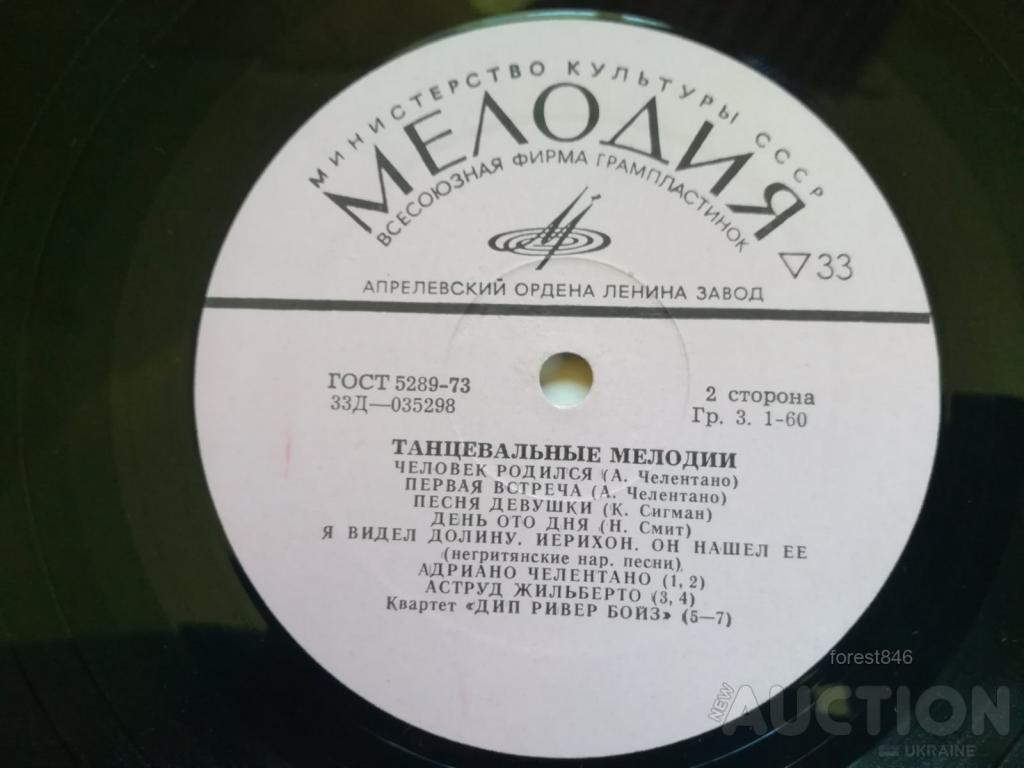 МИНИСТЕРСТВО КУЛЬТУРЫ СССР
МЕЛОДИЯ
ВСЕСОЮЗНАЯ ФИРМА ГРАМПЛАСТИНОК
▽33
АПРЕЛЕВСКИЙ ОРДЕНА ЛЕНИНА ЗАВОД
ГОСТ 5289-73
2 сторона
33Д—035298
Гр. 3. 1-60
ТАНЦЕВАЛЬНЫЕ МЕЛОДИИ
ЧЕЛОВЕК РОДИЛСЯ (А. Челентано)
ПЕРВАЯ ВСТРЕЧА (А. Челентано)
ПЕСНЯ ДЕВУШКИ (К. Сигман)
ДЕНЬ ОТО ДНЯ (Н. Смит)
Я ВИДЕЛ ДОЛИНУ. ИЕРИХОН. ОН НАШЕЛ ЕЕ
(негритянские нар. песни)
АДРИАНО ЧЕЛЕНТАНО (1, 2)
АСТРУД ЖИЛЬБЕРТО (3, 4)
Квартет «ДИП РИВЕР БОЙЗ» (5—7)
forest846
NEW AUCTION
UKRAINE